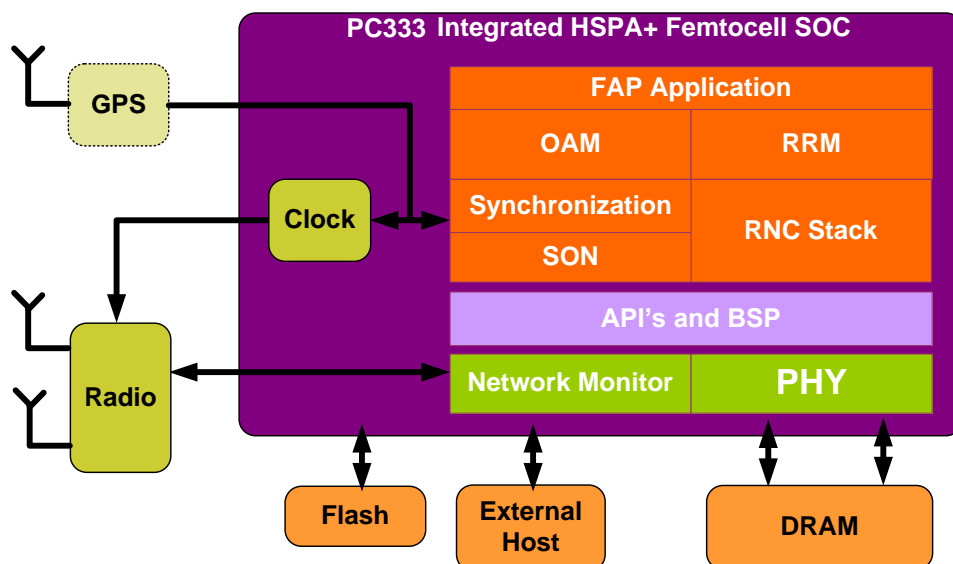 PC333 Integrated HSPA+ Femtocell SOC
GPS
FAP Application
OAM
RRM
Clock
Synchronization
RNC Stack
SON
API's and BSP
Radio
Network Monitor
PHY
Flash
External
Host
DRAM